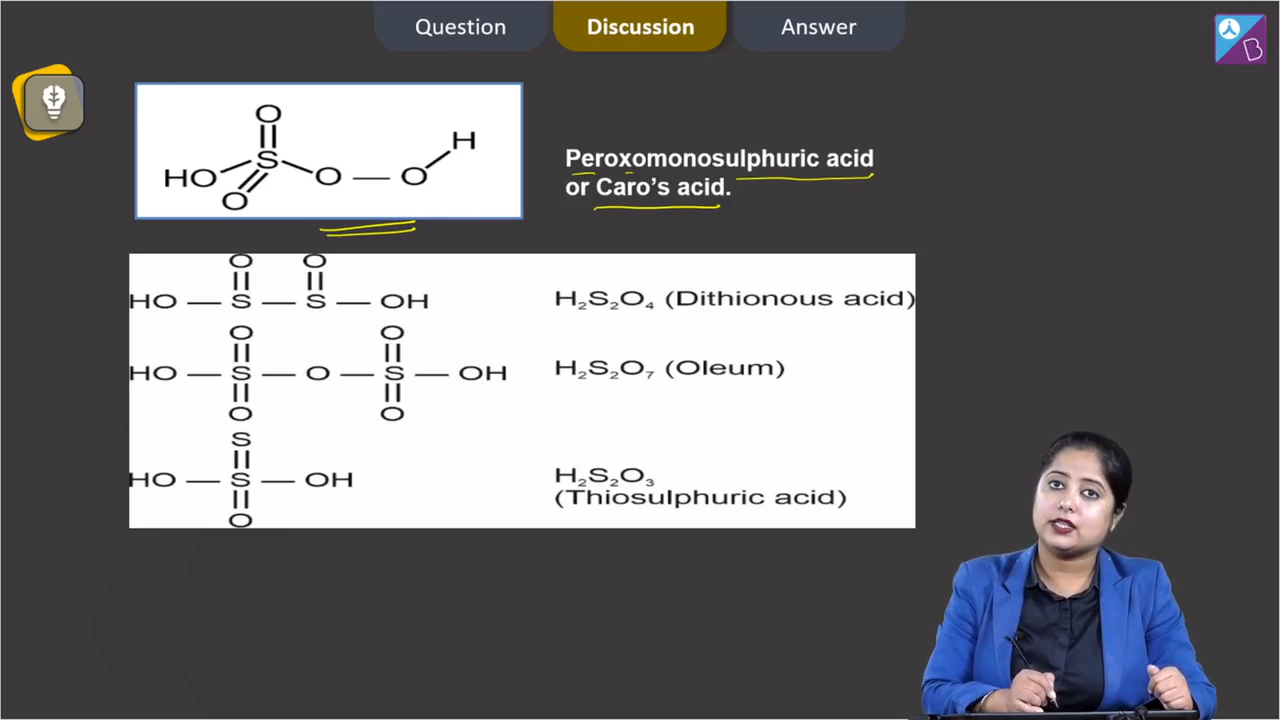 Question
Discussion
Answer
B
O
HO S O — O H
O
Peroxomonosulphuric acid
or Caro's acid.
O O
HO — S — S — OH
H₂S₂O₄ (Dithionous acid)
O O
HO — S — O — S — OH
O O
H₂S₂O₇ (Oleum)
S
HO — S — OH
O
H₂S₂O₃
(Thiosulphuric acid)